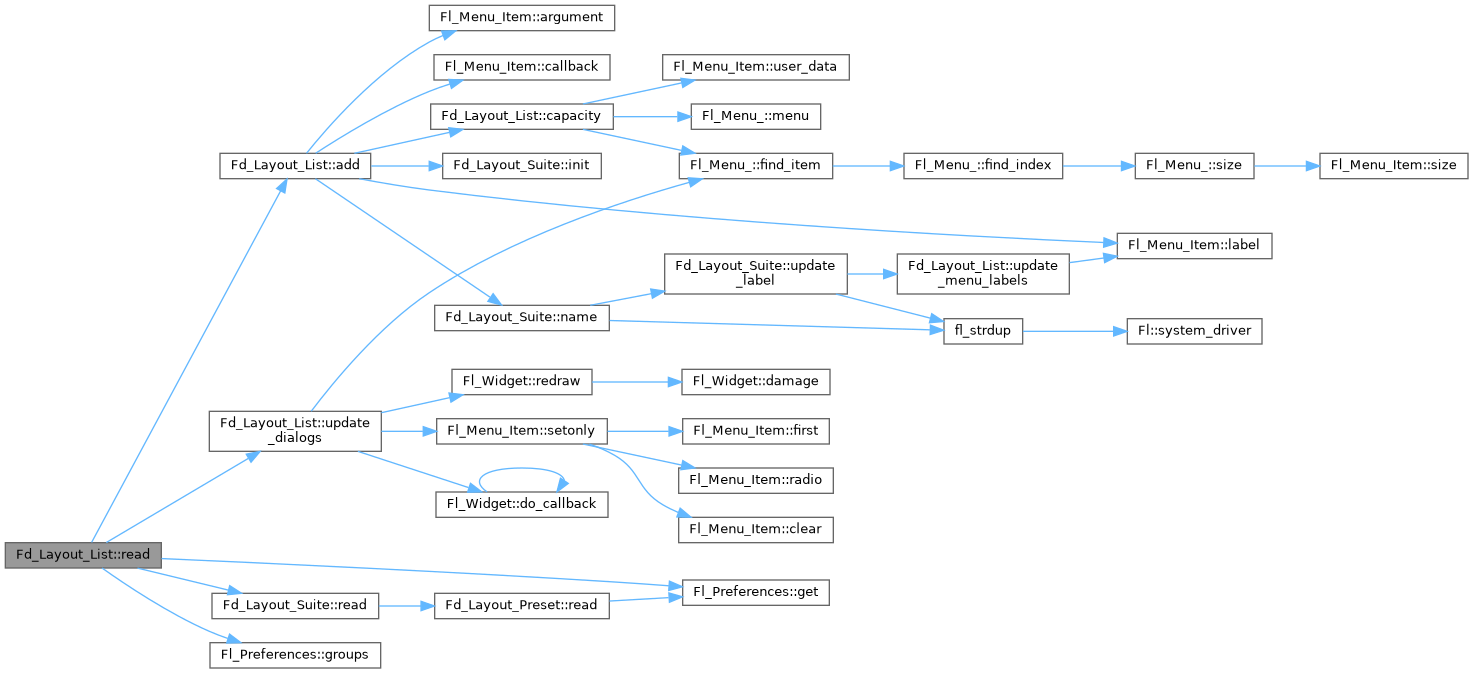 Fl_Menu_Item::argument
Fl_Menu_Item::callback
Fl_Menu_Item::user_data
Fd_Layout_List::capacity
Fl_Menu_::menu
Fd_Layout_List::add
Fd_Layout_Suite::init
Fl_Menu_::find_item
Fl_Menu_::find_index
Fl_Menu_::size
Fl_Menu_Item::size
Fl_Menu_Item::label
Fd_Layout_Suite::update
_label
Fd_Layout_List::update
_menu_labels
Fd_Layout_Suite::name
fl_strdup
Fl::system_driver
Fl_Widget::redraw
Fl_Widget::damage
Fd_Layout_List::update
_dialogs
Fl_Menu_Item::setonly
Fl_Menu_Item::first
Fl_Menu_Item::radio
Fl_Widget::do_callback
Fl_Menu_Item::clear
Fd_Layout_List::read
Fl_Preferences::get
Fd_Layout_Suite::read
Fd_Layout_Preset::read
Fl_Preferences::groups